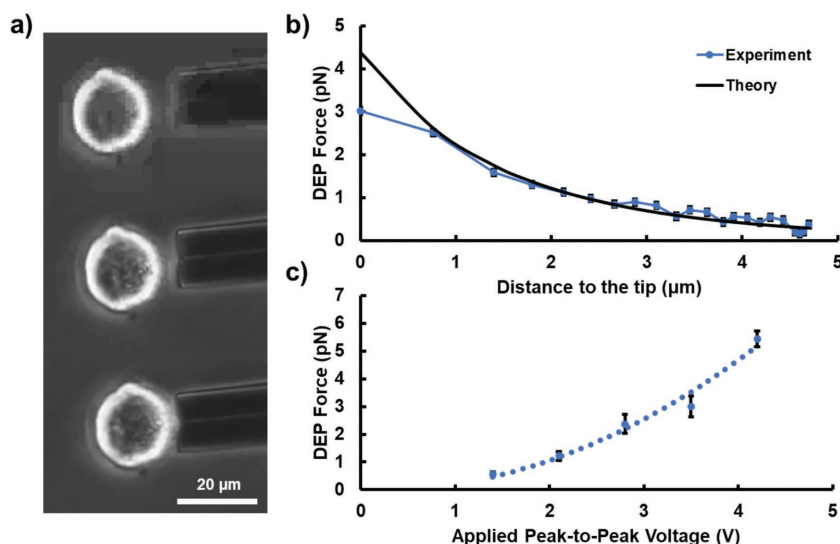 a)
20 µm
b)
DEP Force (pN)
5
4
3
2
1
0
Experiment
Theory
0 1 2 3 4 5
Distance to the tip (µm)
c)
DEP Force (pN)
7
6
5
4
3
2
1
0
0 1 2 3 4 5
Applied Peak-to-Peak Voltage (V)